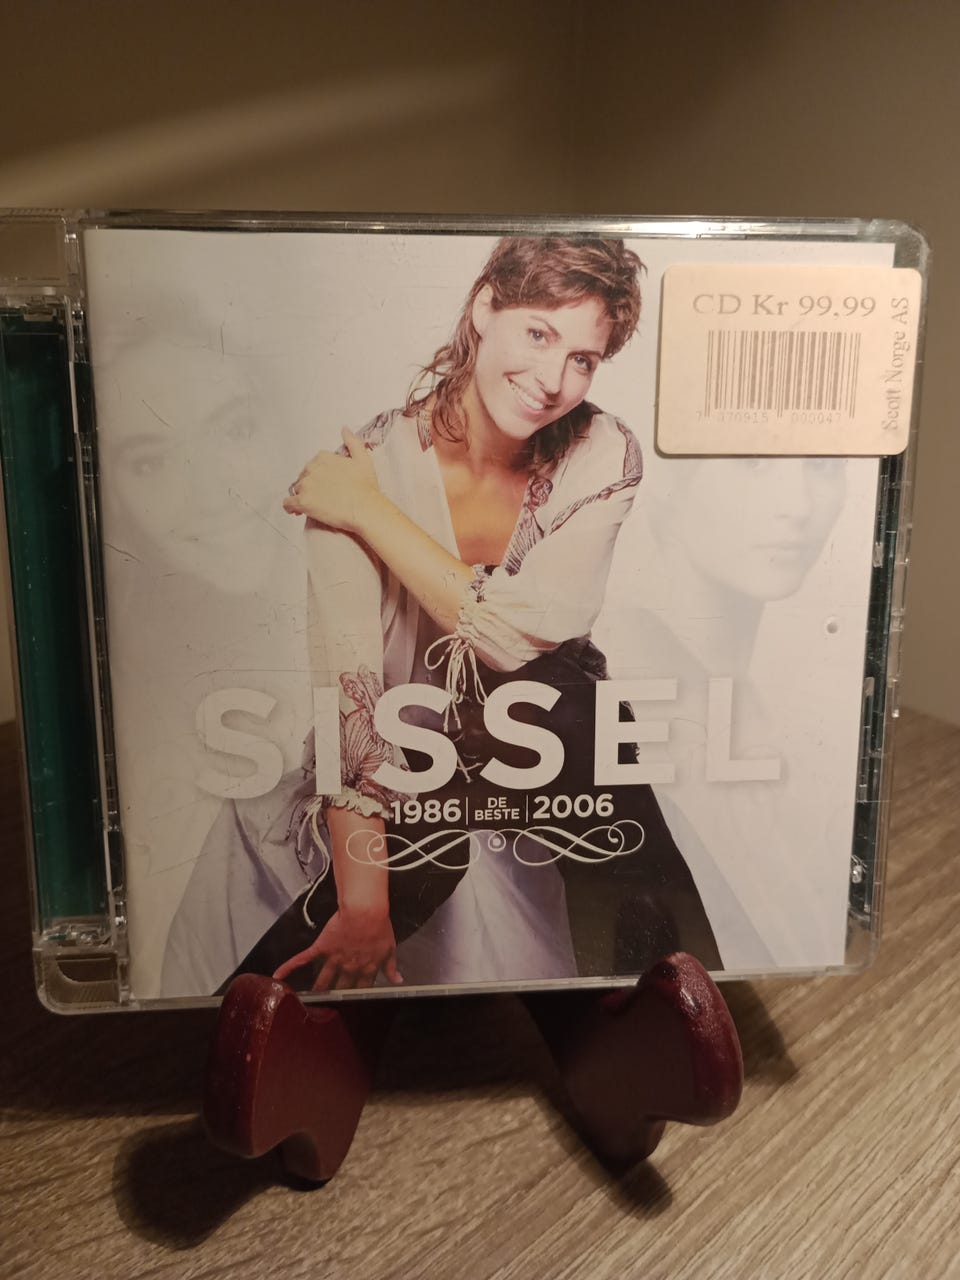 CD Kr 99,99
Scott Norge AS
SISSEL
1986 | DE BESTE | 2006